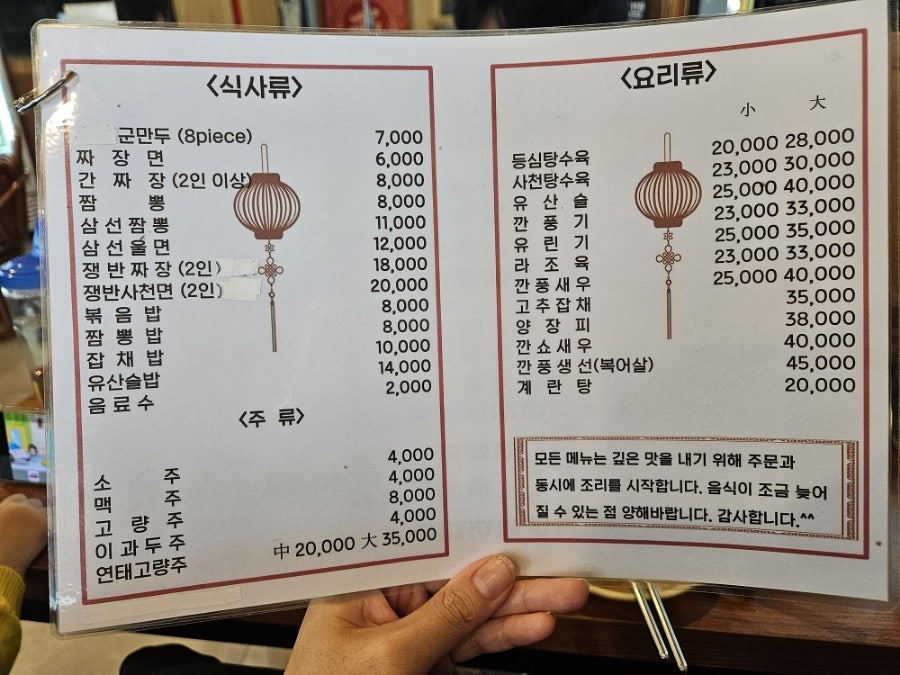 <식사류>
군만두 (8piece) 7,000
짜 장 면 6,000
간 짜 장 (2인 이상) 8,000
짬 뽕 8,000
삼선짬뽕 11,000
삼선울면 12,000
쟁반짜장 (2인) 18,000
쟁반사천면 (2인) 20,000
볶 음 밥 8,000
짬 뽕 밥 8,000
잡 채 밥 10,000
유산슬밥 14,000
음 료 수 2,000
<주 류>
소 주 4,000
맥 주 4,000
고 량 주 8,000
이 과 두 주 4,000
연태고량주 中 20,000 大 35,000
<요리류>
小 大
등심탕수육 20,000 28,000
사천탕수육 23,000 30,000
유 산 슬 25,000 40,000
깐 풍 기 23,000 33,000
유 린 기 25,000 35,000
라 조 육 23,000 33,000
깐 풍 새 우 25,000 40,000
고 추 잡 채 35,000
양 장 피 38,000
깐 쇼 새 우 40,000
깐 풍 생 선(복어살) 45,000
계 란 탕 20,000
모든 메뉴는 깊은 맛을 내기 위해 주문과
동시에 조리를 시작합니다. 음식이 조금 늦어
질 수 있는 점 양해바랍니다. 감사합니다.^^